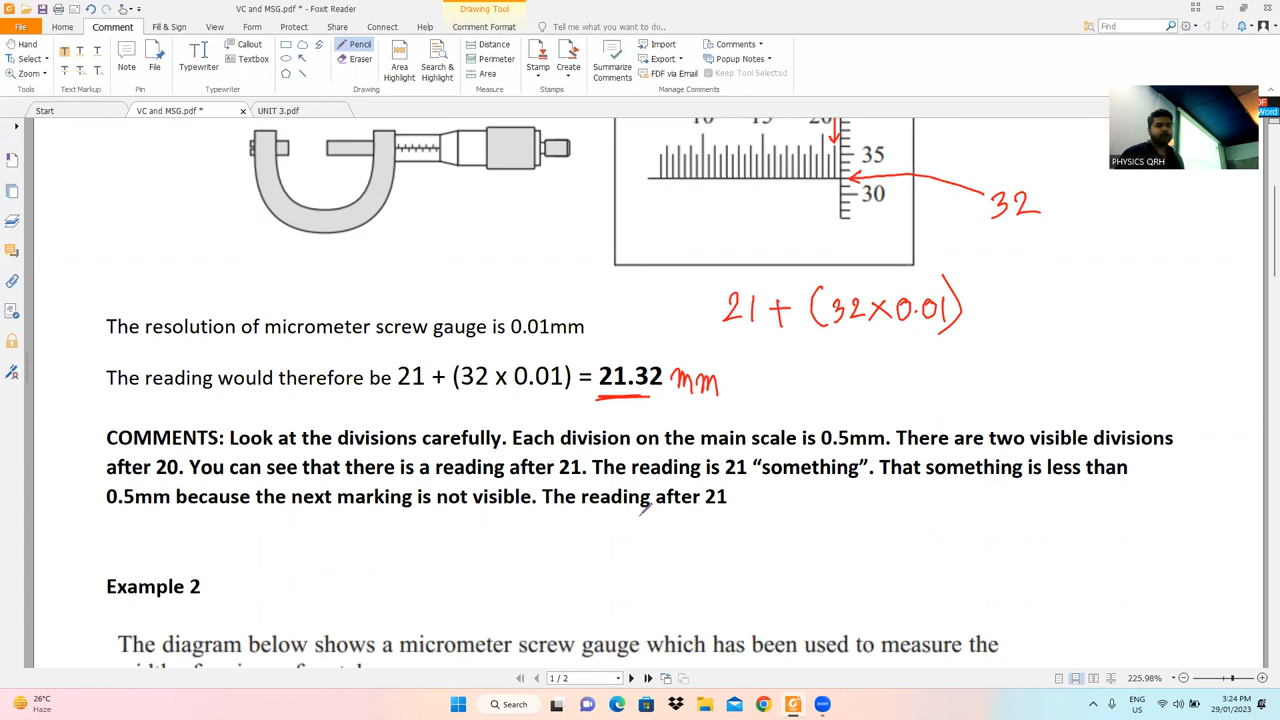 VC and MSG.pdf * - Foxit Reader
Drawing Tool
File
Home
Comment
Fill & Sign
View
Form
Protect
Share
Connect
Help
Comment Format
Tell me what you want to do..
Find
Hand
Select
Zoom
Tools
Text Markup
Note
File
Pin
Typewriter
Callout
Textbox
Typewriter
Pencil
Eraser
Drawing
Area Highlight
Search & Highlight
Distance
Perimeter
Area
Measure
Stamp
Create
Stamps
Summarize Comments
Import
Export
FDF via Email
Comments
Popup Notes
Keep Tool Selected
Manage Comments
Start
VC and MSG.pdf *
UNIT 3.pdf
Word
PHYSICS QRH
10 15 20
35
30
32
21 + (32 × 0.01)
The resolution of micrometer screw gauge is 0.01mm
The reading would therefore be 21 + (32 x 0.01) = 21.32 mm
COMMENTS: Look at the divisions carefully. Each division on the main scale is 0.5mm. There are two visible divisions
after 20. You can see that there is a reading after 21. The reading is 21 “something”. That something is less than
0.5mm because the next marking is not visible. The reading after 21
Example 2
The diagram below shows a micrometer screw gauge which has been used to measure the
1 / 2
225.98%
26°C
Haze
Search
ENG
US
3:24 PM
29/01/2023